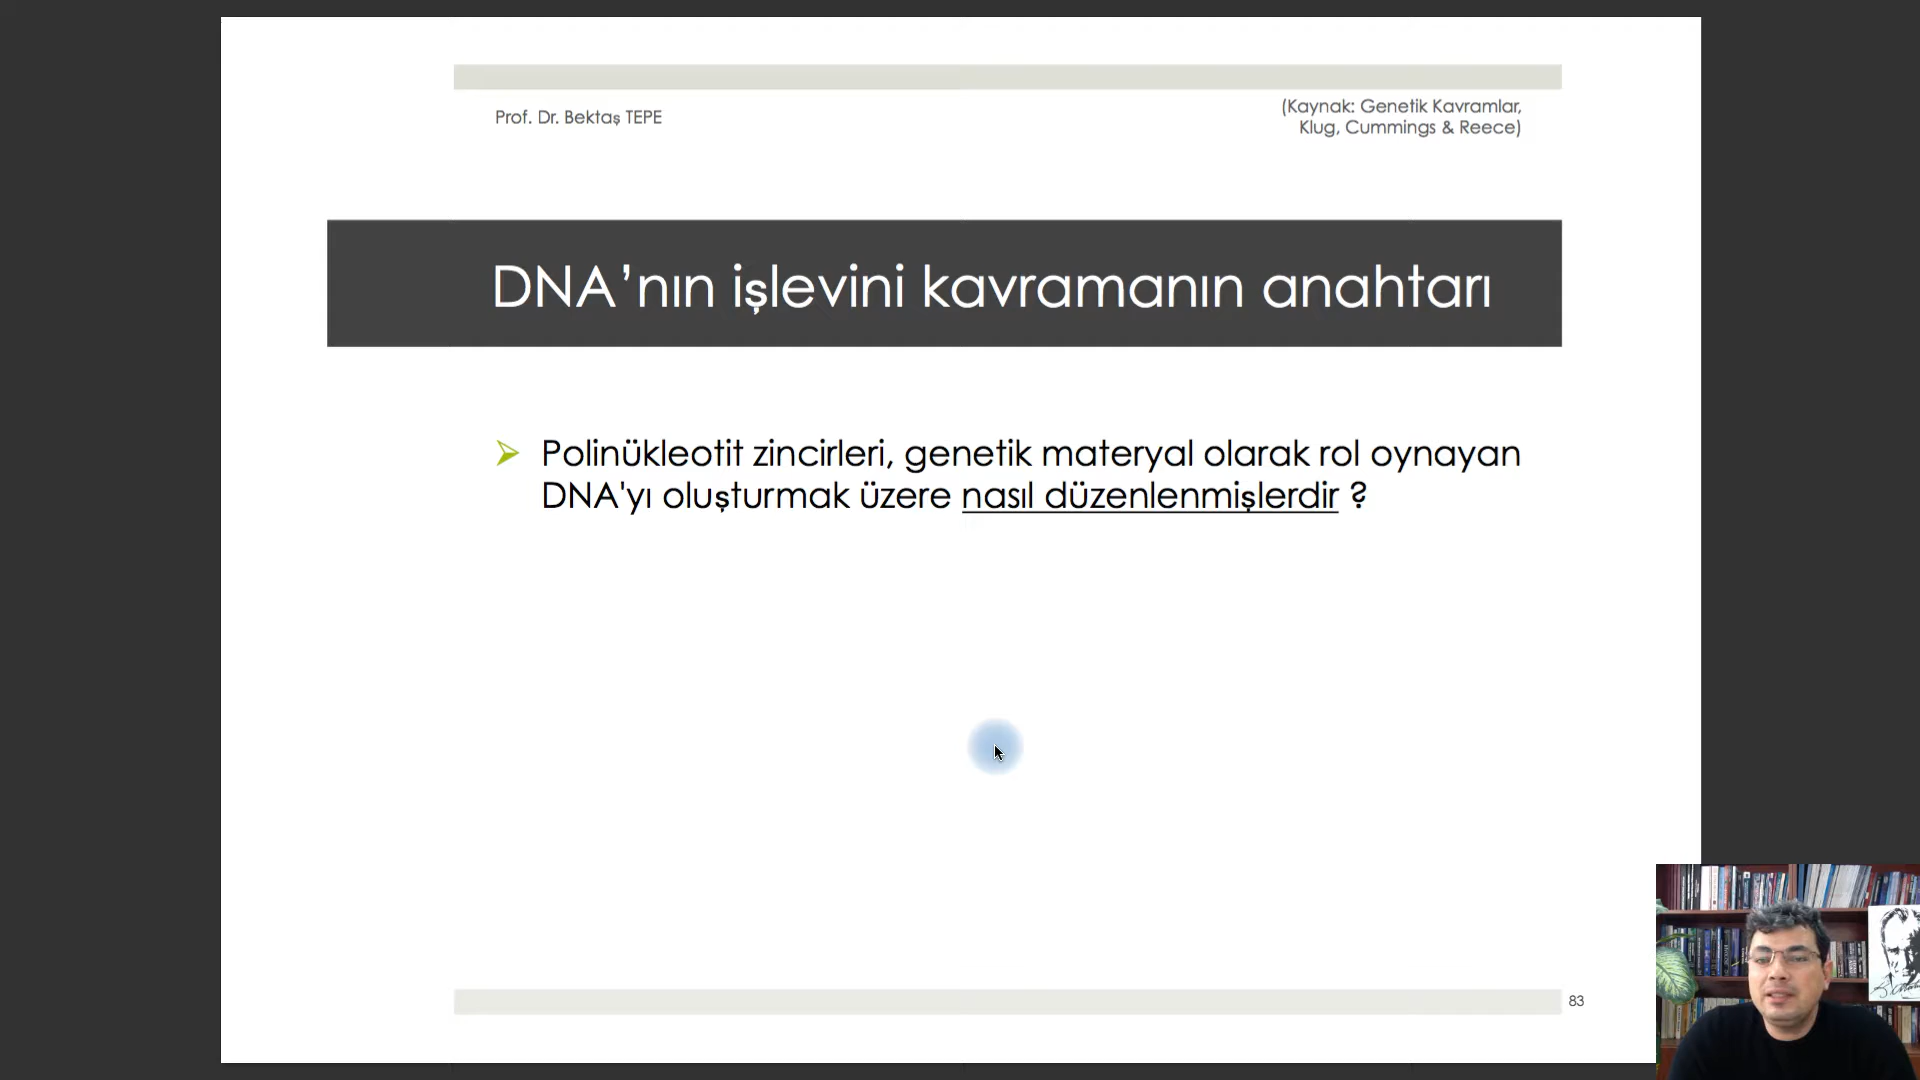 Prof. Dr. Bektaş TEPE
(Kaynak: Genetik Kavramlar,
Klug, Cummings & Reece)
DNA’nın işlevini kavramanın anahtarı
Polinükleotit zincirleri, genetik materyal olarak rol oynayan
DNA'yı oluşturmak üzere nasıl düzenlenmişlerdir ?
83